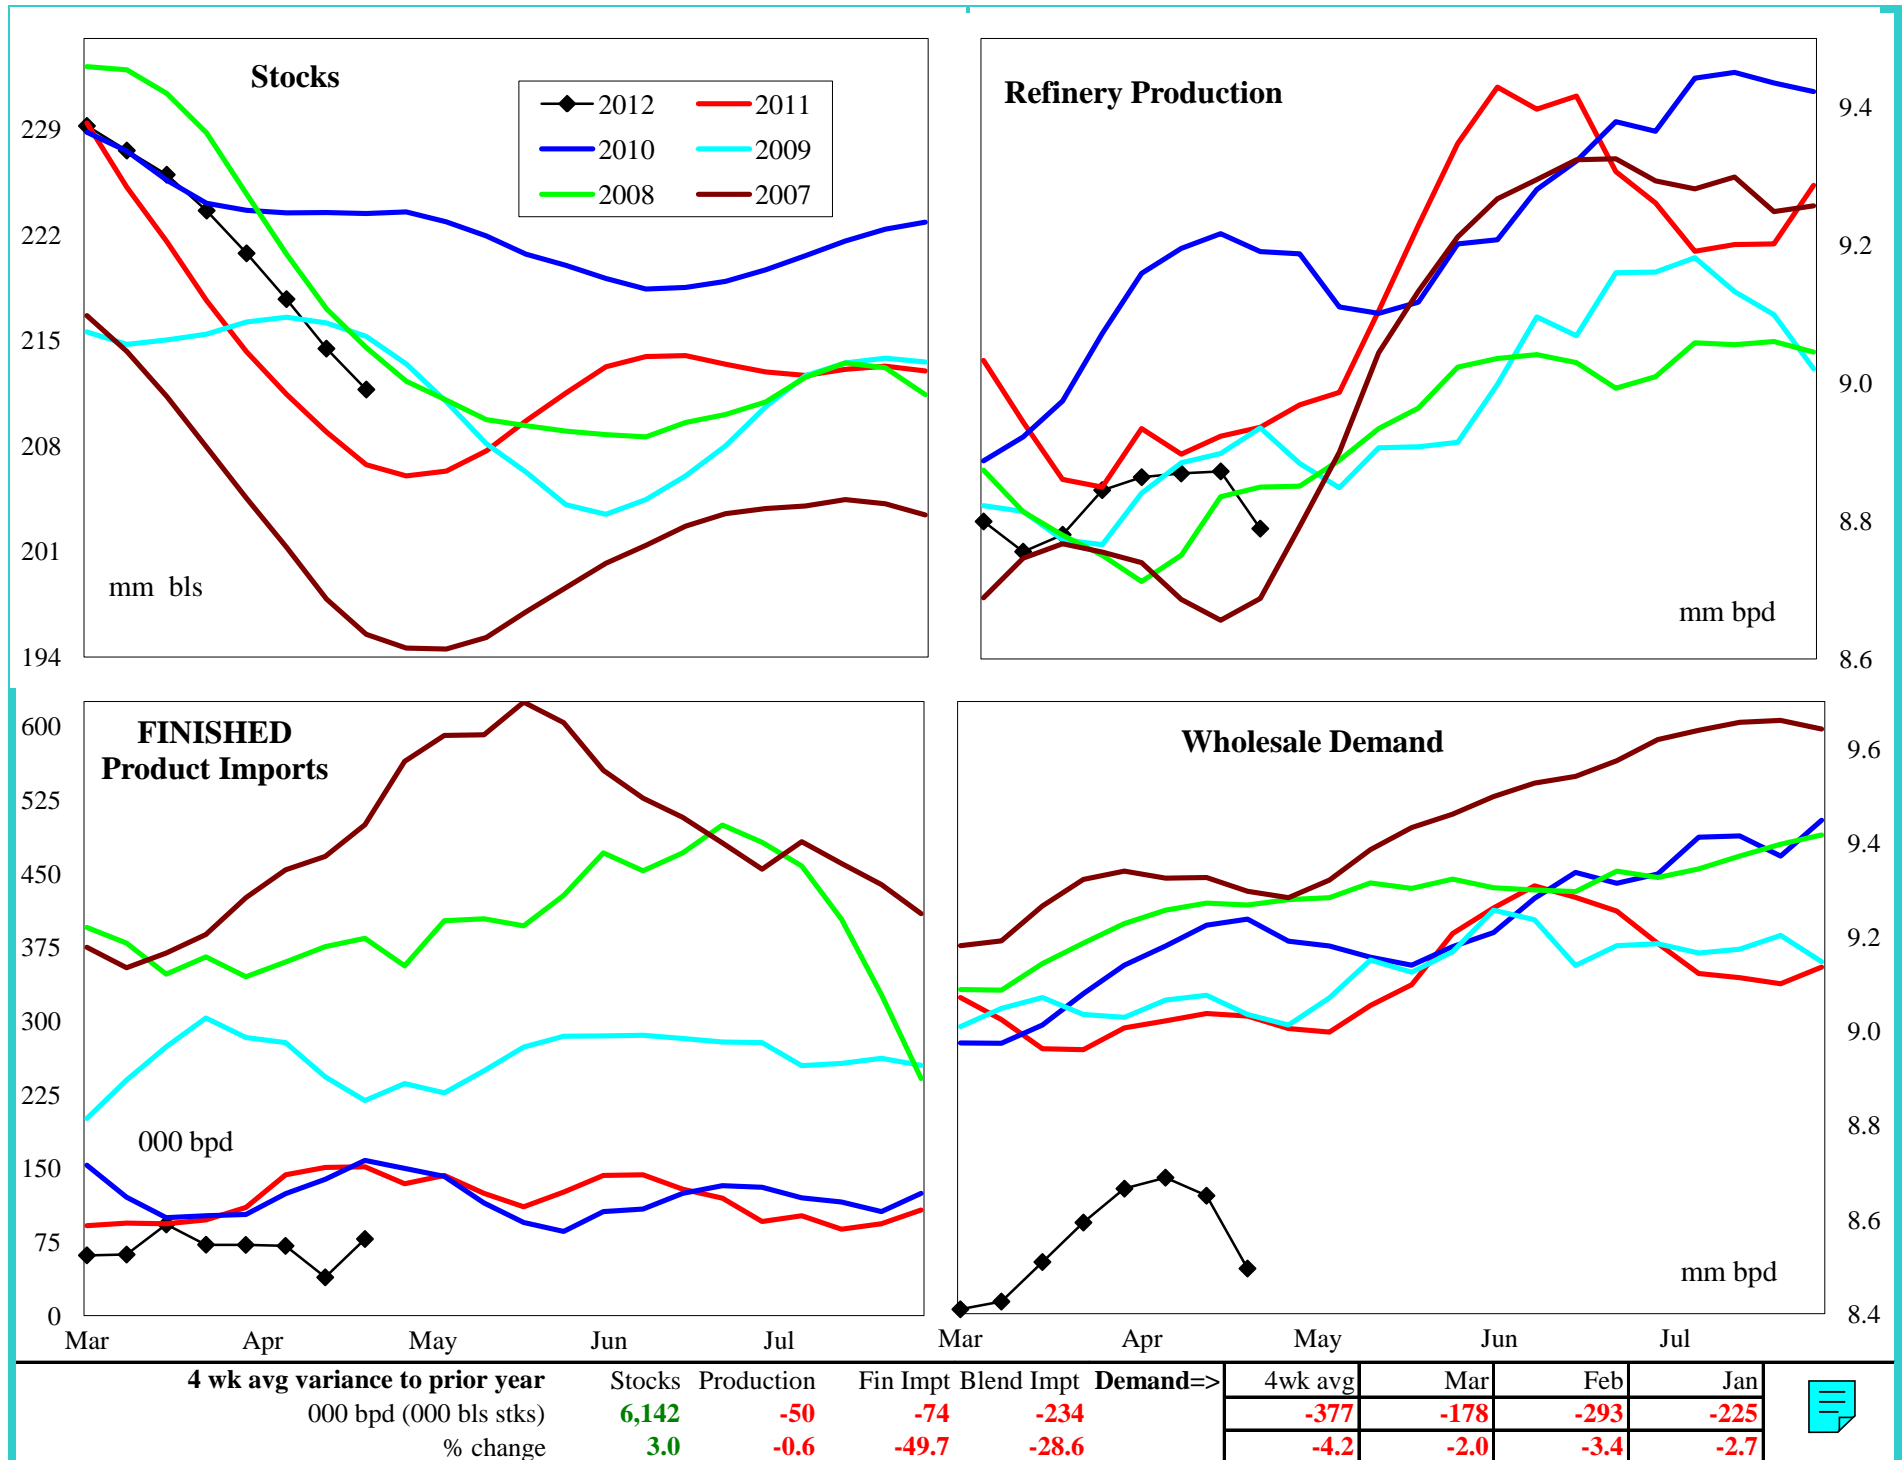 Stocks
2012 2011
2010 2009
2008 2007
229
222
215
208
201
194
mm bls
Refinery Production
9.4
9.2
9.0
8.8
8.6
mm bpd
FINISHED
Product Imports
600
525
450
375
300
225
150
75
0
000 bpd
Mar Apr May Jun Jul
Wholesale Demand
9.6
9.4
9.2
9.0
8.8
8.6
8.4
mm bpd
Mar Apr May Jun Jul
4 wk avg variance to prior year Stocks Production Fin Impt Blend Impt Demand=> 4wk avg Mar Feb Jan
000 bpd (000 bls stks) 6,142 -50 -74 -234 -377 -178 -293 -225
% change 3.0 -0.6 -49.7 -28.6 -4.2 -2.0 -3.4 -2.7